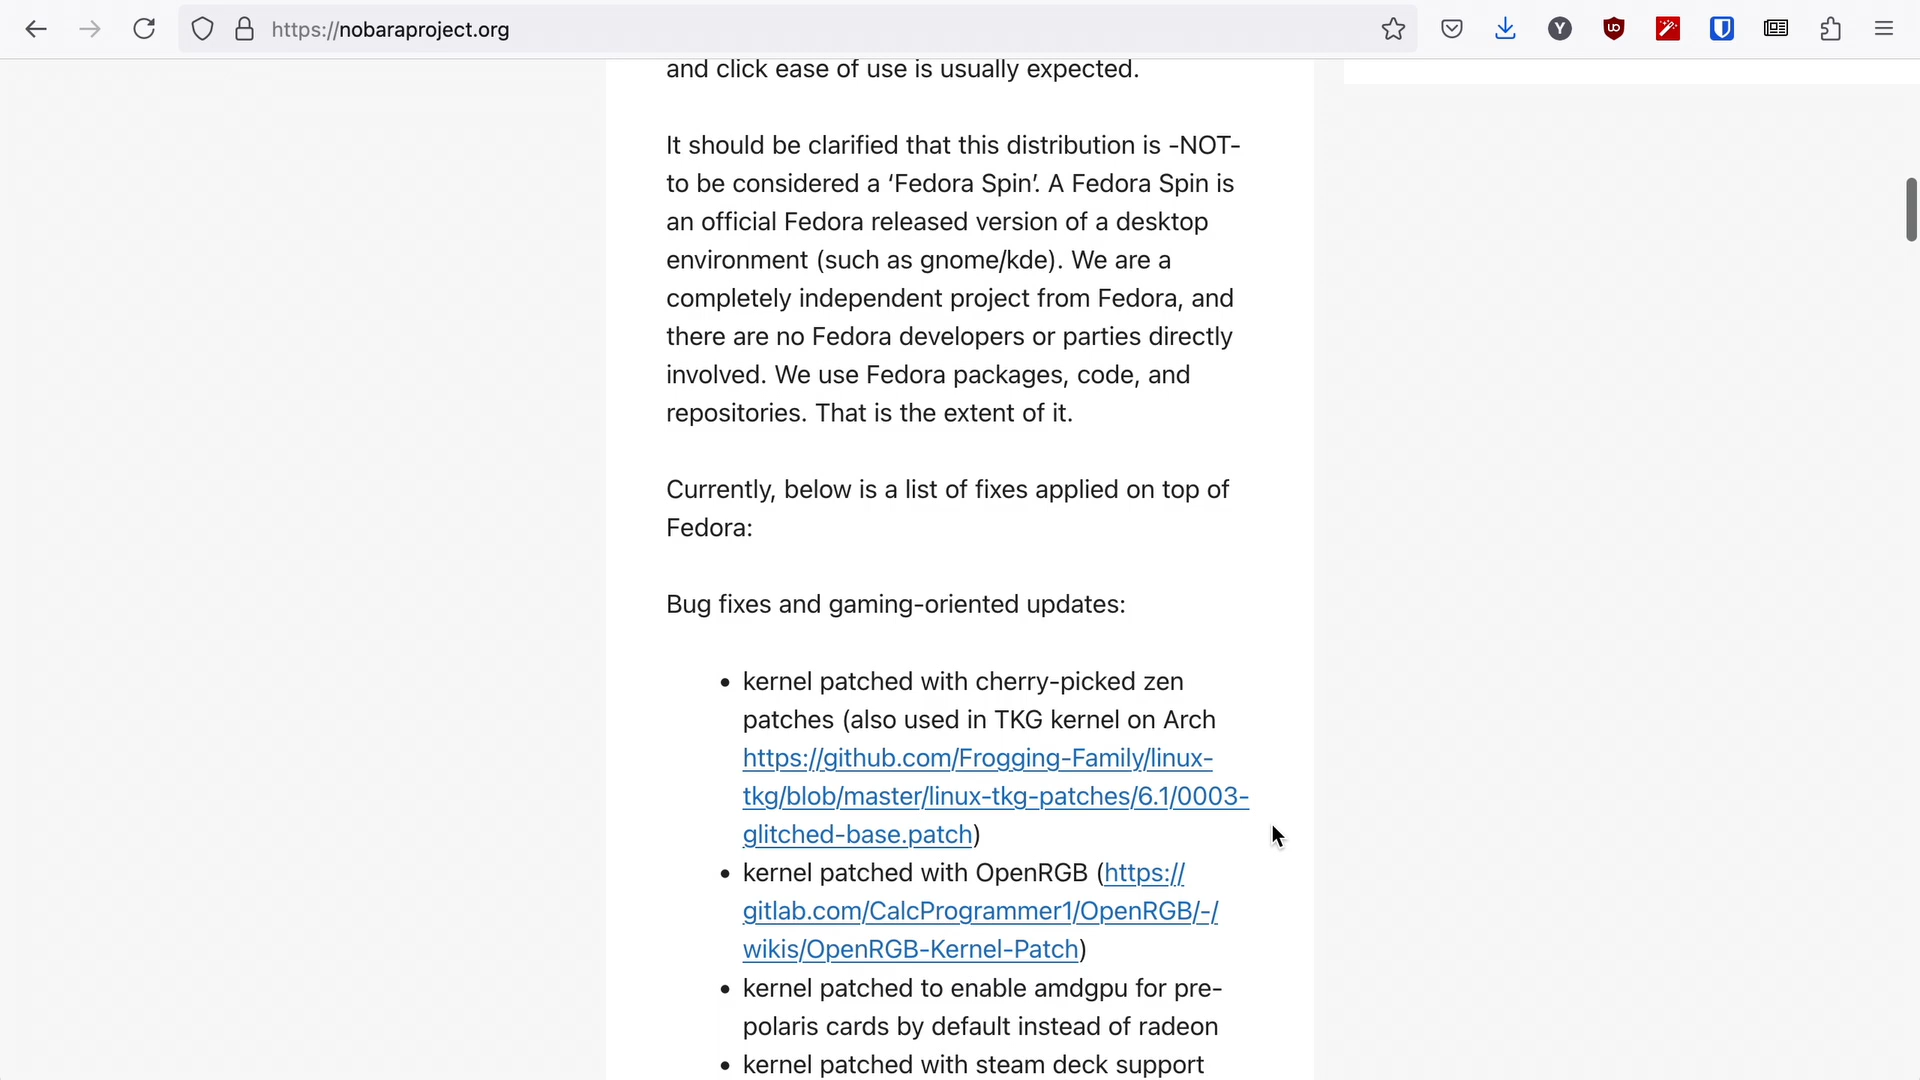 https://nobaraproject.org
Y
and click ease of use is usually expected.
It should be clarified that this distribution is -NOT-
to be considered a ‘Fedora Spin’. A Fedora Spin is
an official Fedora released version of a desktop
environment (such as gnome/kde). We are a
completely independent project from Fedora, and
there are no Fedora developers or parties directly
involved. We use Fedora packages, code, and
repositories. That is the extent of it.
Currently, below is a list of fixes applied on top of
Fedora:
Bug fixes and gaming-oriented updates:
• kernel patched with cherry-picked zen
patches (also used in TKG kernel on Arch
https://github.com/Frogging-Family/linux-
tkg/blob/master/linux-tkg-patches/6.1/0003-
glitched-base.patch)
• kernel patched with OpenRGB (https://
gitlab.com/CalcProgrammer1/OpenRGB/-/
wikis/OpenRGB-Kernel-Patch)
• kernel patched to enable amdgpu for pre-
polaris cards by default instead of radeon
• kernel patched with steam deck support